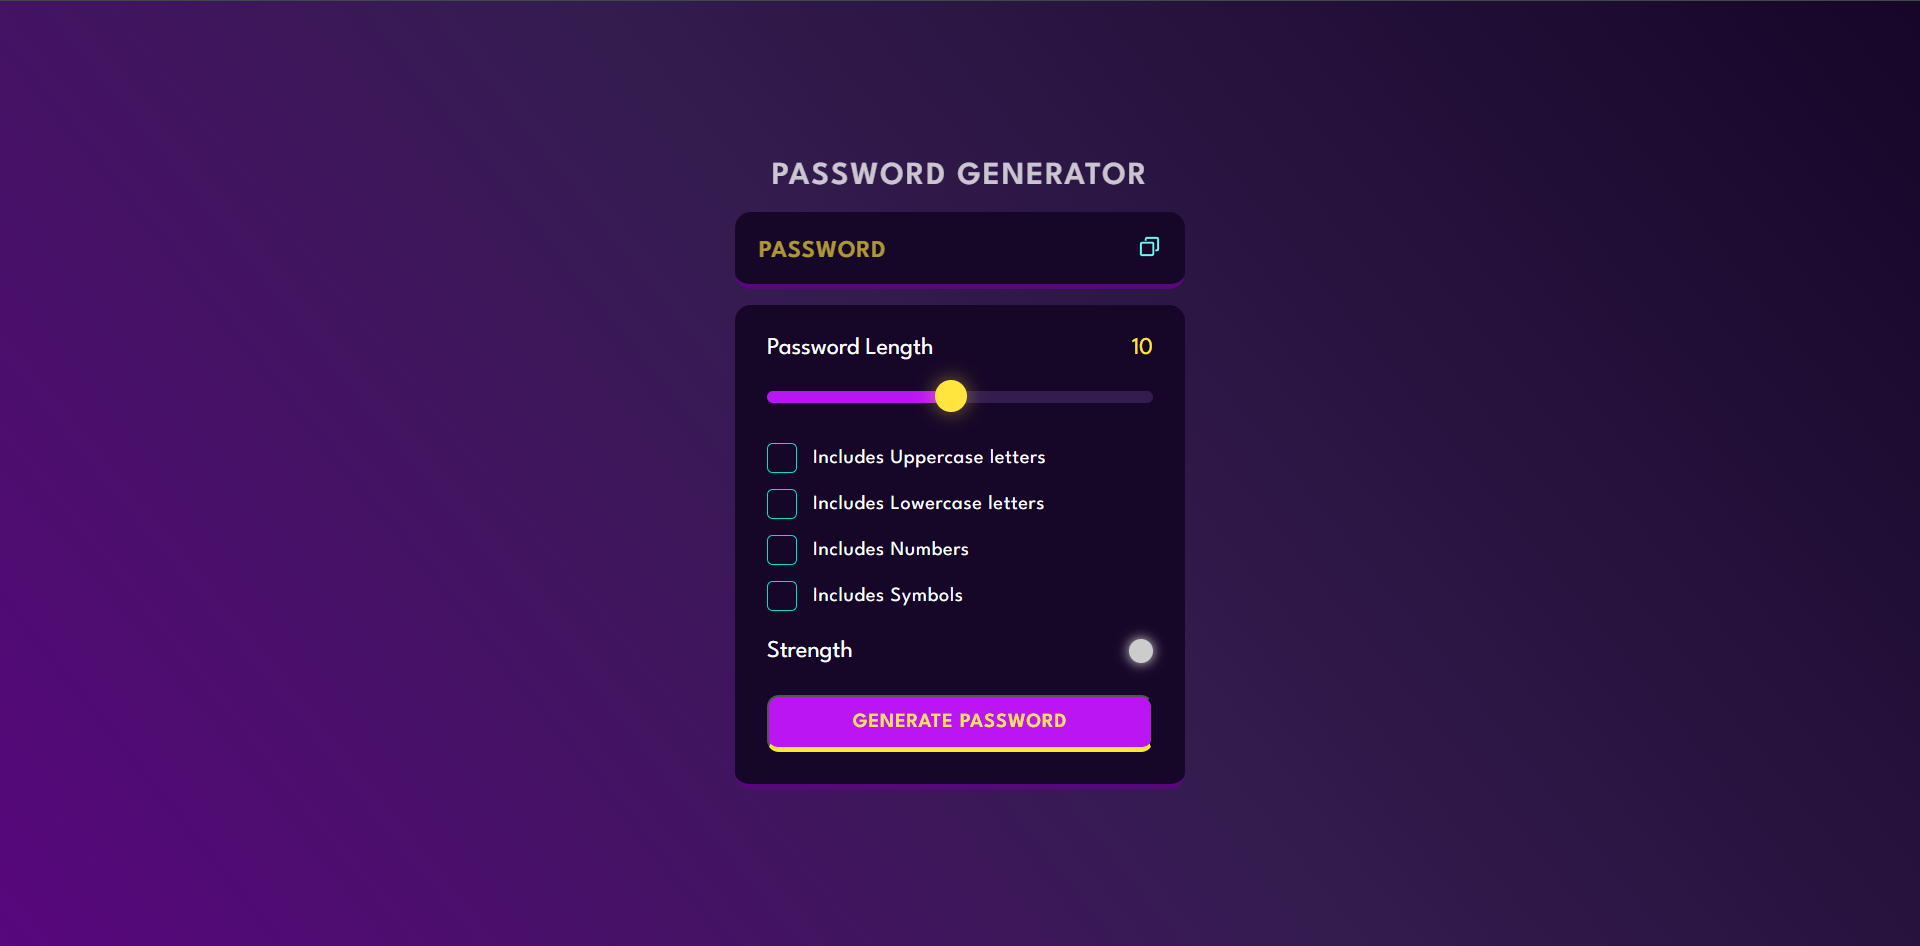 PASSWORD GENERATOR
PASSWORD
Password Length 10
Includes Uppercase letters
Includes Lowercase letters
Includes Numbers
Includes Symbols
Strength
GENERATE PASSWORD